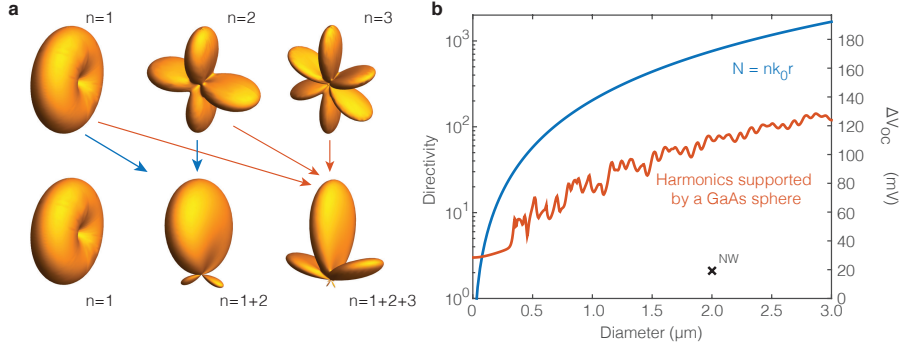 a
n=1
n=2
n=3
n=1
n=1+2
n=1+2+3
b
Directivity
10³
10²
10¹
10⁰
N = nk₀r
Harmonics supported
by a GaAs sphere
NW
0
0.5
1.0
1.5
2.0
2.5
3.0
Diameter (μm)
180
160
140
120
100
80
60
40
20
0
ΔV_oc
(mV)